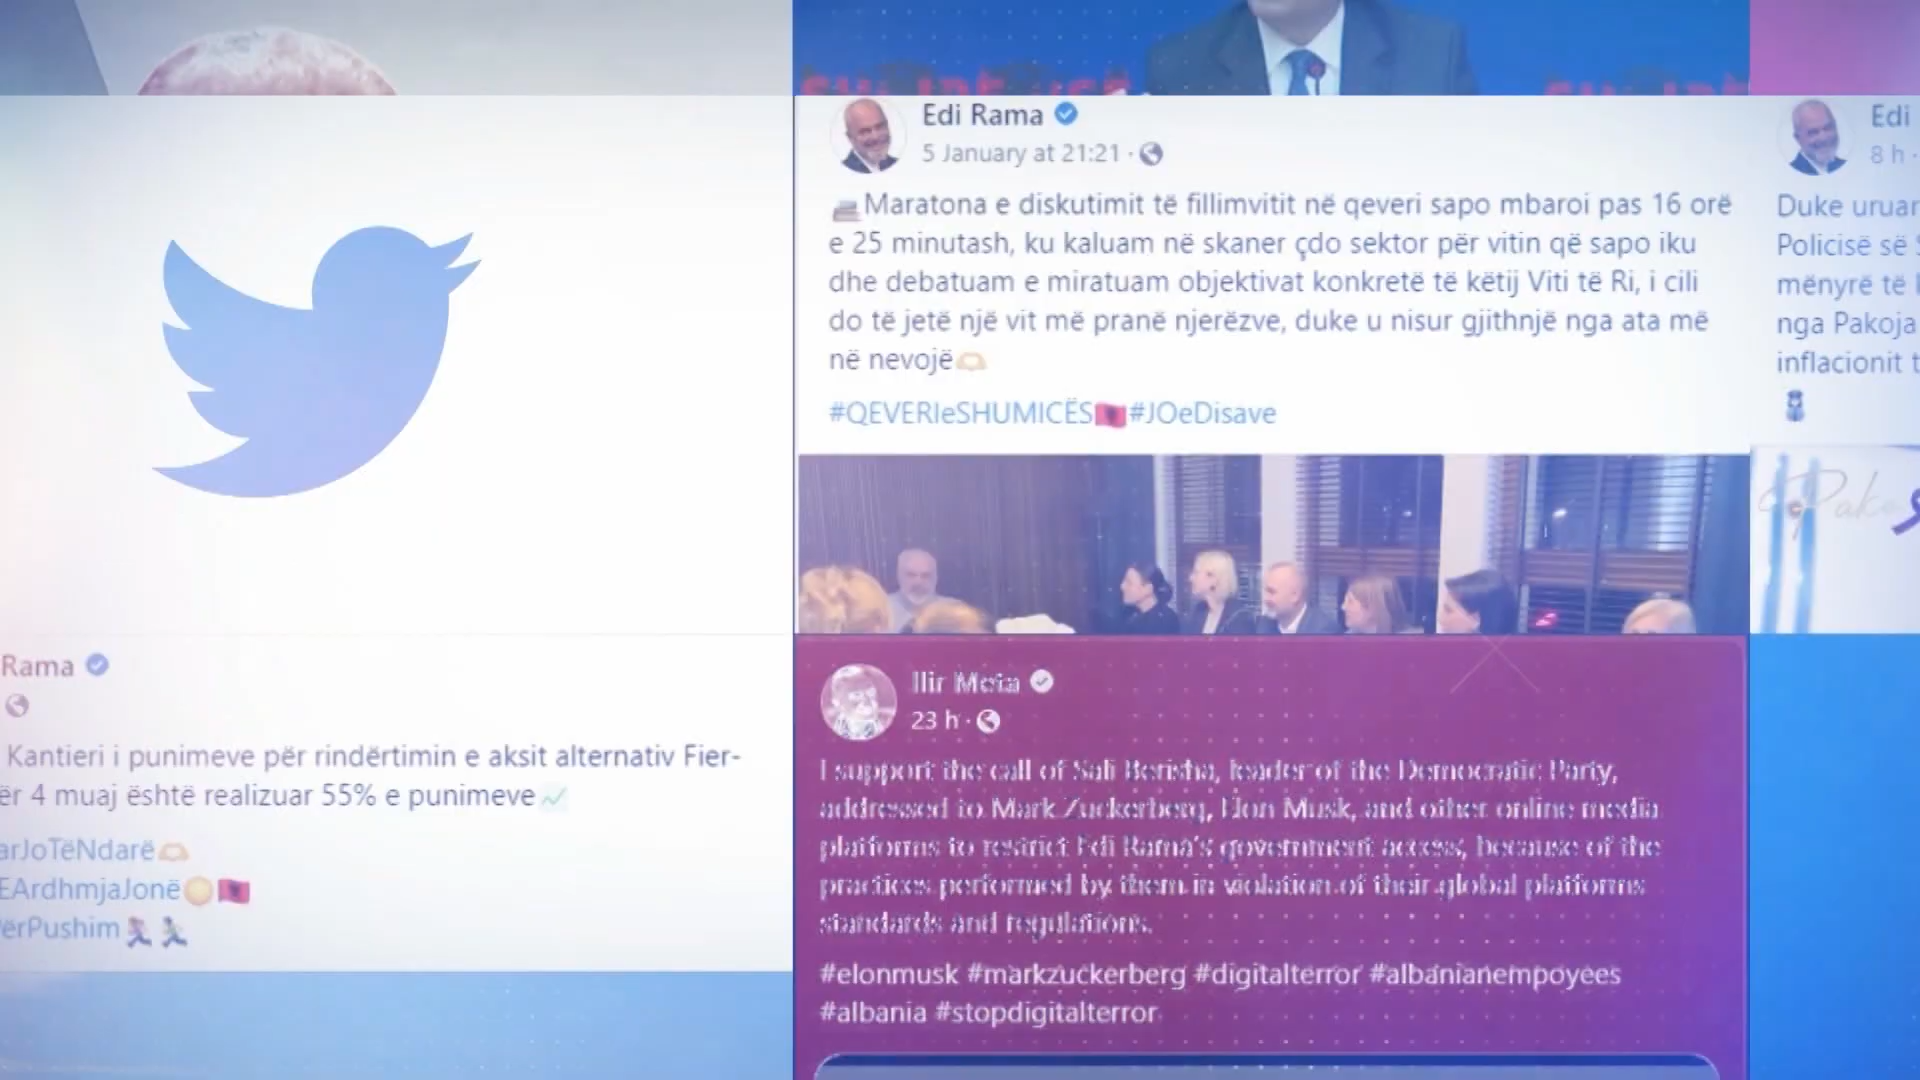 Edi Rama
5 January at 21:21 ·
Maratona e diskutimit të fillimvitit në qeveri sapo mbaroi pas 16 orë
e 25 minutash, ku kaluam në skaner çdo sektor për vitin që sapo iku
dhe debatuam e miratuam objektivat konkretë të këtij Viti të Ri, i cili
do të jetë një vit më pranë njerëzve, duke u nisur gjithnjë nga ata më
në nevojë
#QEVERIeSHUMICËS #JOeDisave
Edi
8 h ·
Duke uruar
Policisë së
mënyrë të
nga Pakoja
inflacionit
Rama
Kantieri i punimeve për rindërtimin e aksit alternativ Fier-
ër 4 muaj është realizuar 55% e punimeve
arJoTëNdarë
EArdhmjaJonë
ërPushim
Ilir Meta
23 h ·
I support the call of Sali Berisha, leader of the Democratic Party,
addressed to Mark Zuckerberg, Elon Musk, and other online media
platforms to restrict Edi Rama's government access, because of the
practices performed by them in violation of their global platforms
standards and regulations.
#elonmusk #markzuckerberg #digitalterror #albanianempoyees
#albania #stopdigitalterror